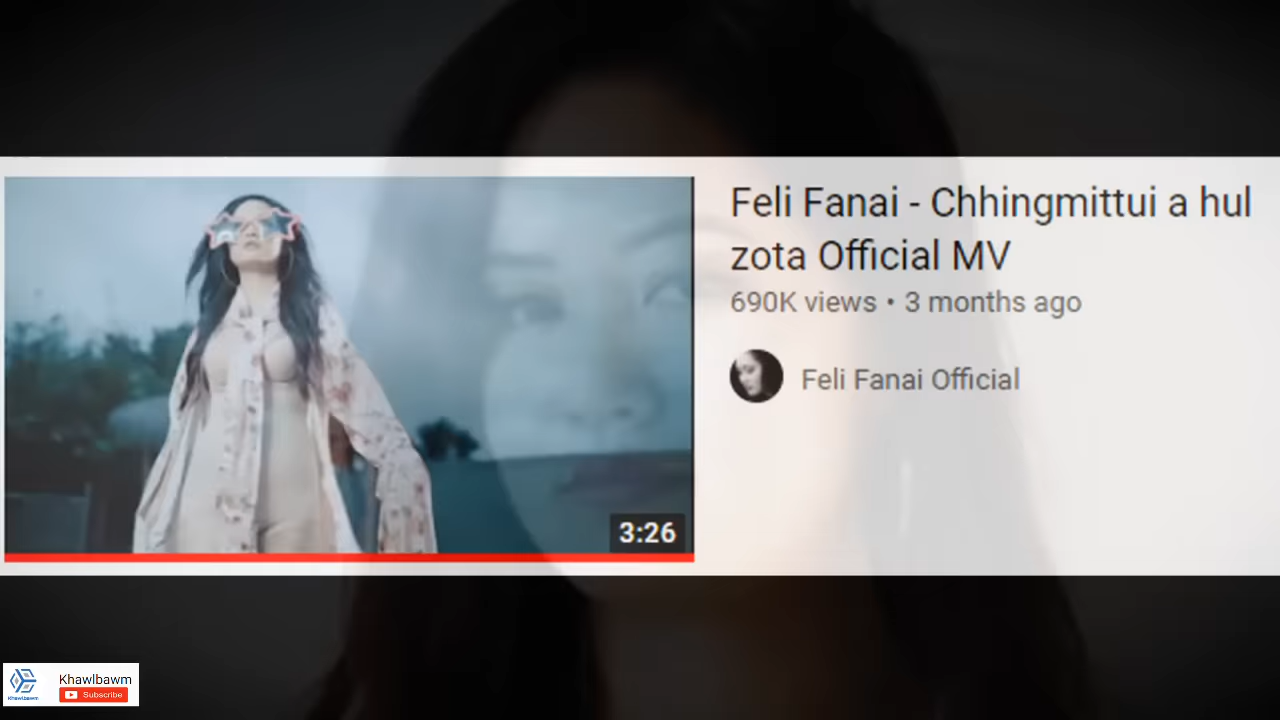 Feli Fanai - Chhingmittui a hul
zota Official MV
690K views • 3 months ago
Feli Fanai Official
3:26
Khawlbawm
Khawlbawm
Subscribe